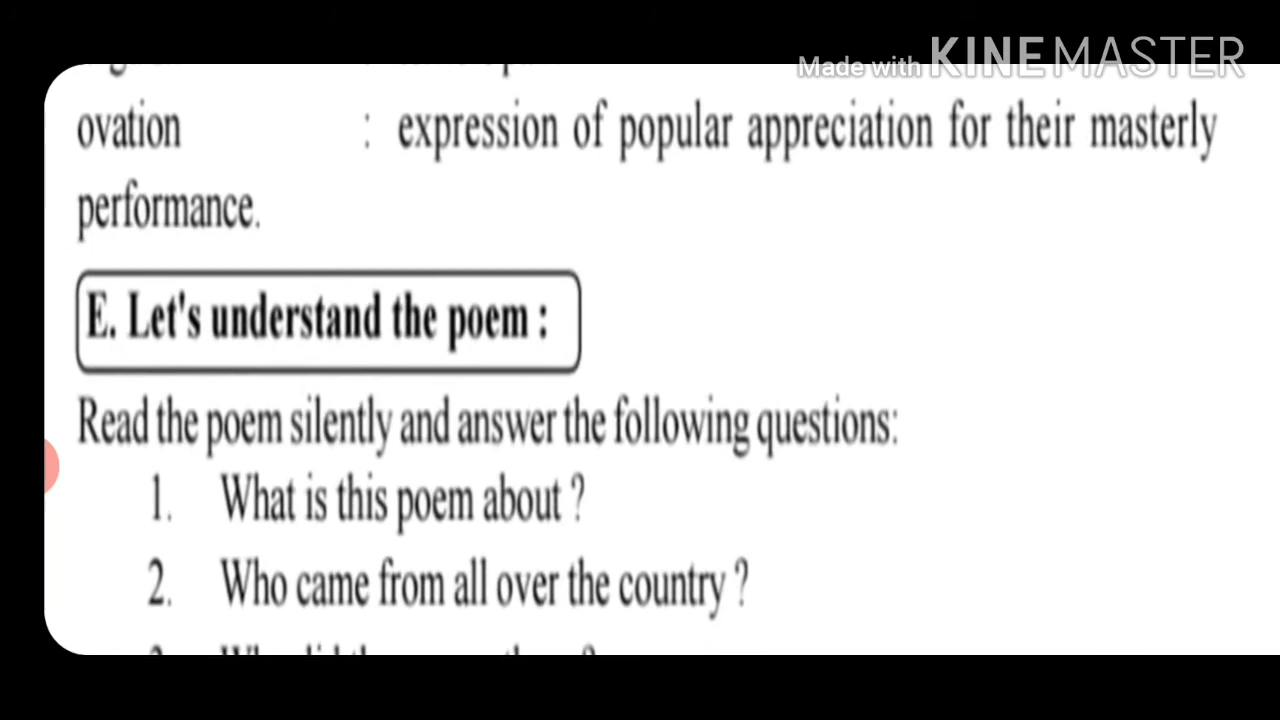 Made with KINEMASTER
ovation : expression of popular appreciation for their masterly
performance.
E. Let's understand the poem :
Read the poem silently and answer the following questions:
1. What is this poem about ?
2. Who came from all over the country ?